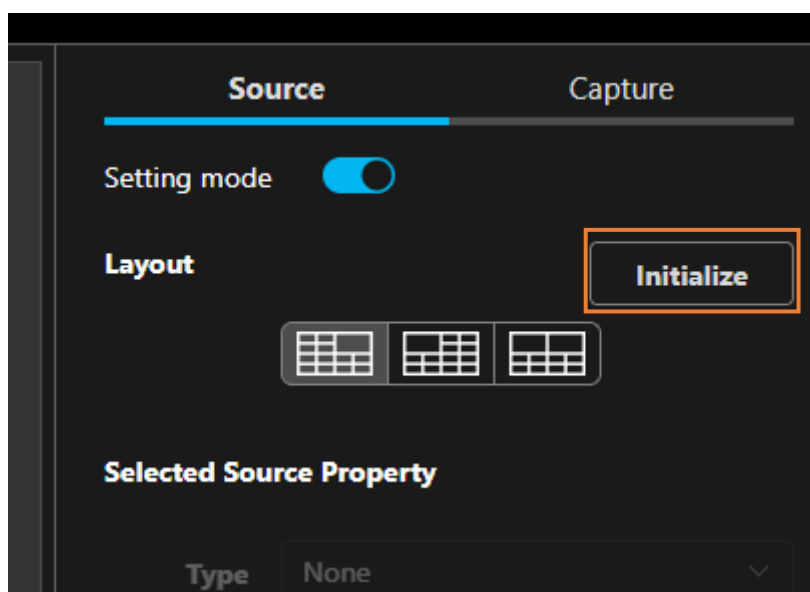 Source Capture
Setting mode
Layout Initialize
Selected Source Property
Type None